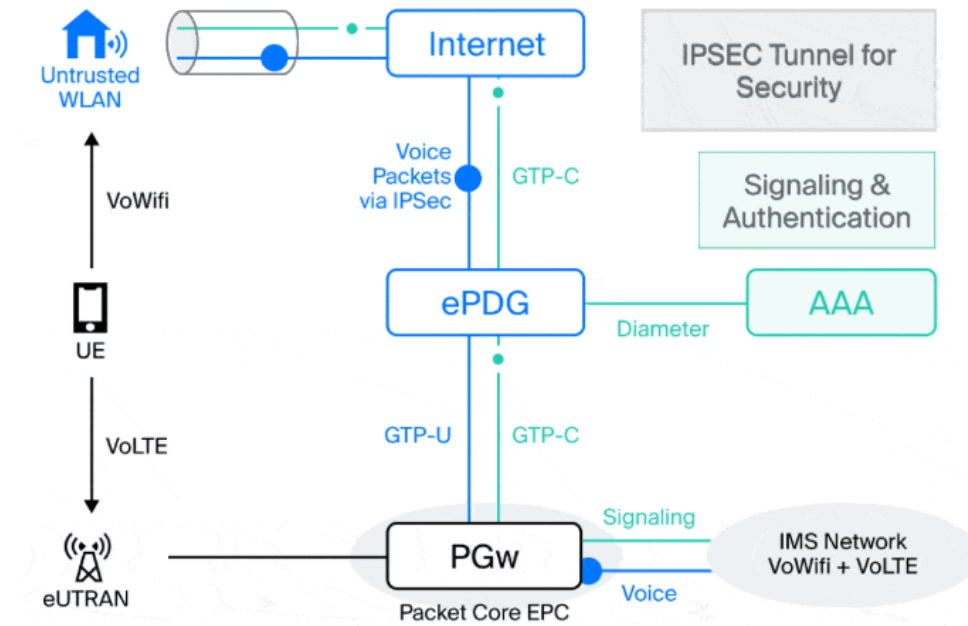 Internet
IPSEC Tunnel for
Security
Untrusted
WLAN
Voice
Packets
via IPSec
GTP-C
Signaling &
Authentication
VoWifi
ePDG
AAA
Diameter
UE
VoLTE
GTP-U
GTP-C
Signaling
PGw
IMS Network
VoWifi + VoLTE
Voice
eUTRAN
Packet Core EPC